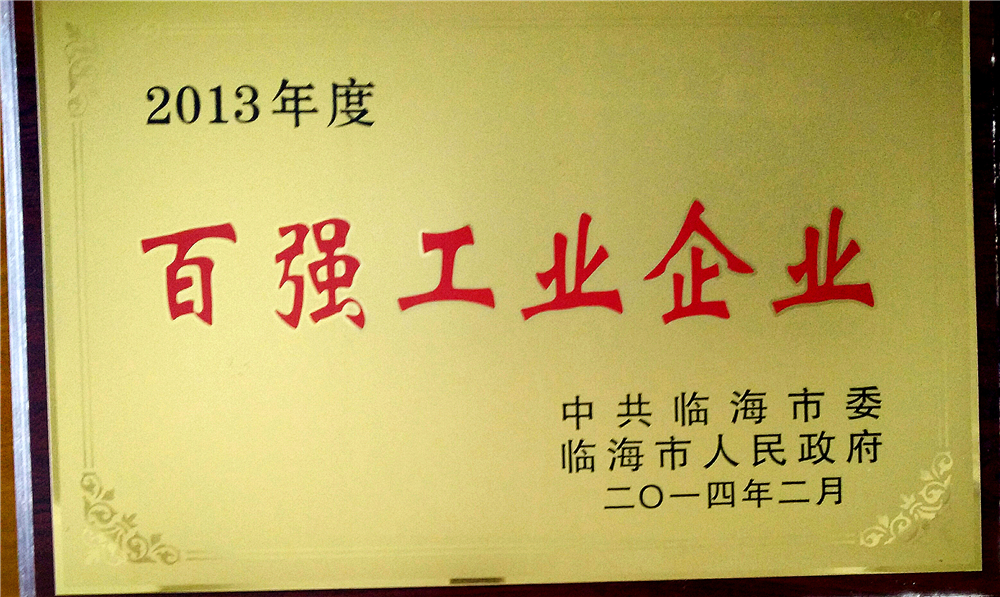 2013年度
百强工业企业
中共临海市委
临海市人民政府
二〇一四年二月